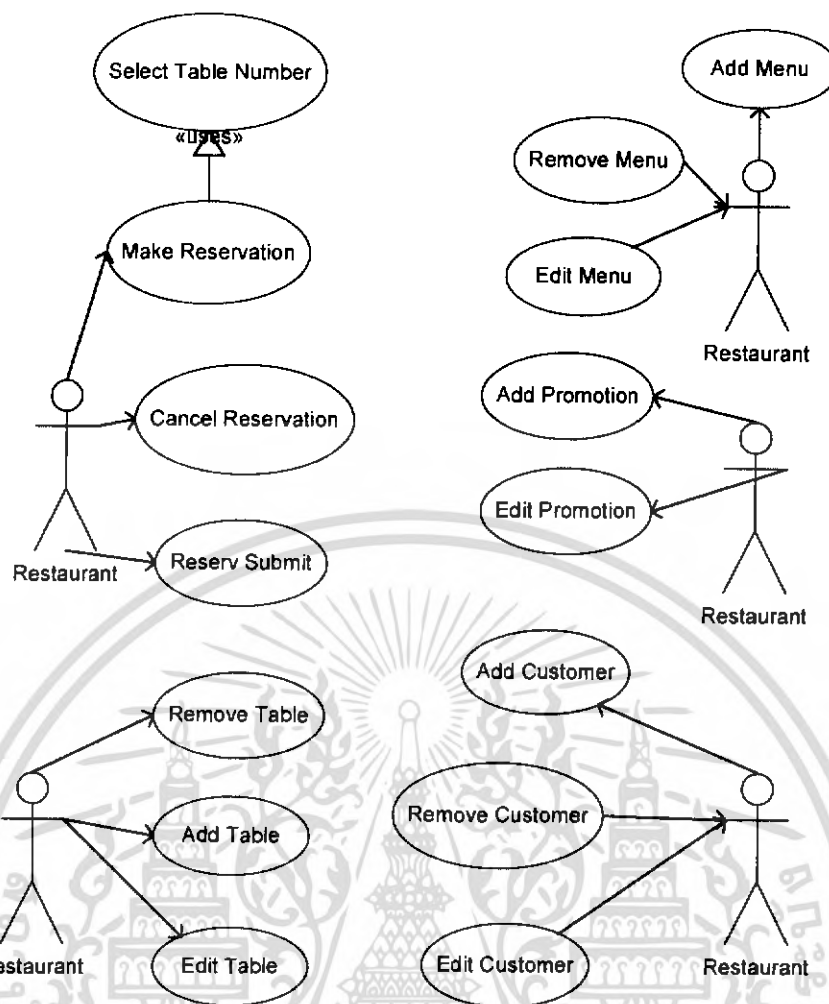 Select Table Number
«uses»
Make Reservation
Cancel Reservation
Reserv Submit
Restaurant
Add Menu
Remove Menu
Edit Menu
Restaurant
Add Promotion
Edit Promotion
Restaurant
Remove Table
Add Table
Edit Table
estaurant
Add Customer
Remove Customer
Edit Customer
Restaurant